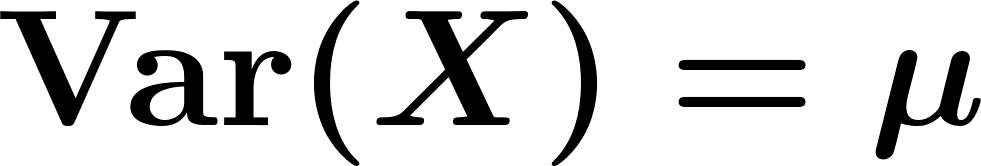 Var(X) = μ